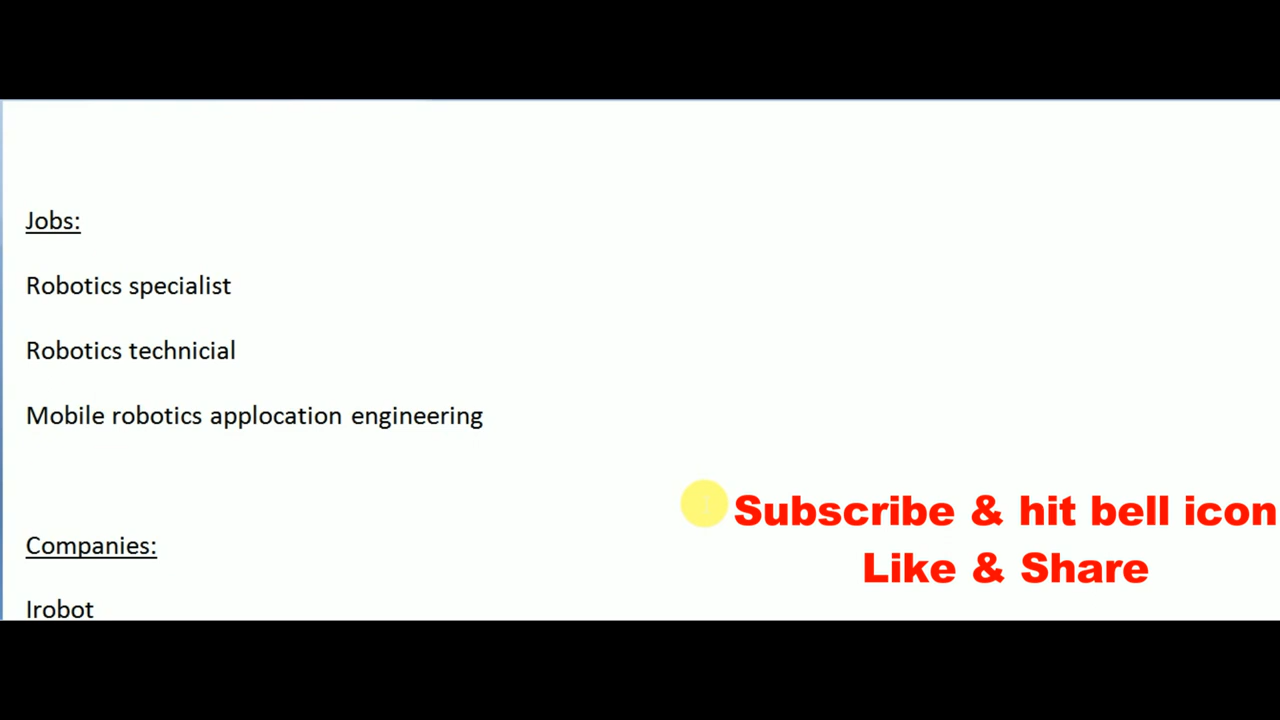 Jobs:
Robotics specialist
Robotics technicial
Mobile robotics applocation engineering
Subscribe & hit bell icon
Like & Share
Companies:
Irobot